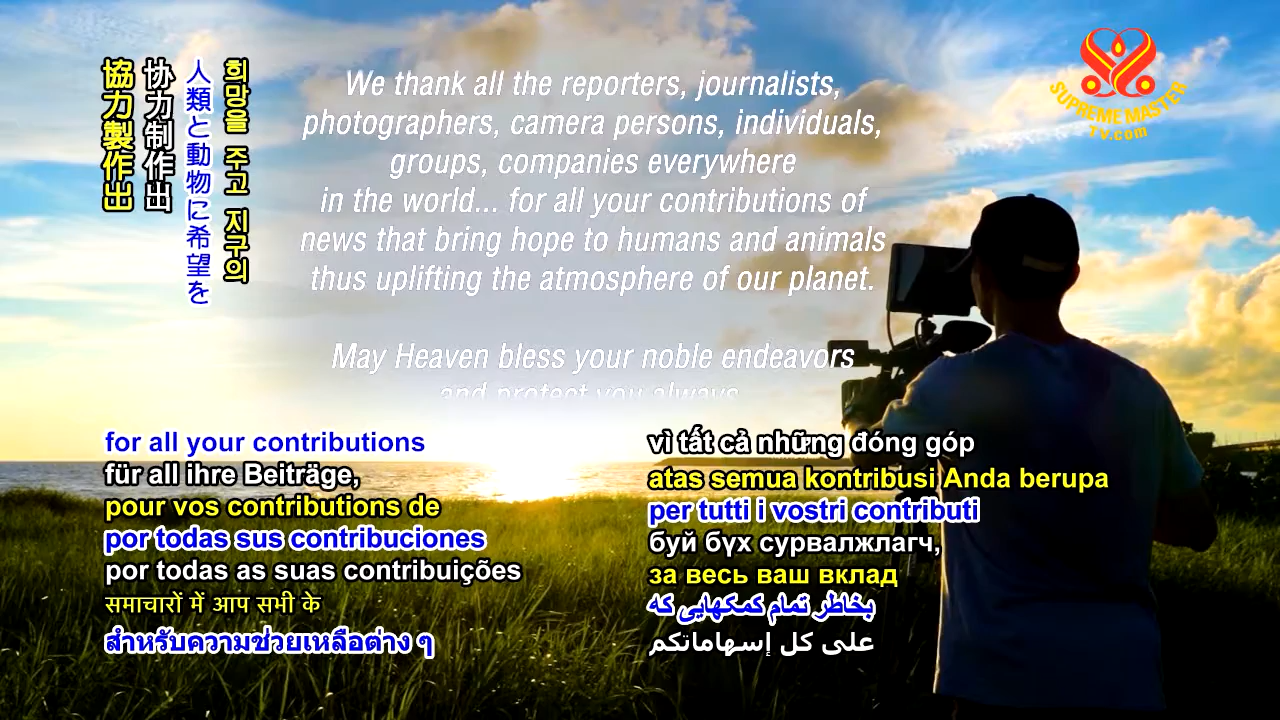 協力製作出
协力制作出
人類と動物に希望を
희망을 주고 지구의
We thank all the reporters, journalists,
photographers, camera persons, individuals,
groups, companies everywhere
in the world... for all your contributions of
news that bring hope to humans and animals
thus uplifting the atmosphere of our planet.
May Heaven bless your noble endeavors
and protect you always
SUPREME MASTER
TV.com
for all your contributions
für all ihre Beiträge,
pour vos contributions de
por todas sus contribuciones
por todas as suas contribuições
समाचारों में आप सभी के
สำหรับความช่วยเหลือต่าง ๆ
vì tất cả những đóng góp
atas semua kontribusi Anda berupa
per tutti i vostri contributi
буй бүх сурвалжлагч,
за весь ваш вклад
بخاطر تمام کمکهایی که
على كل إسهاماتكم